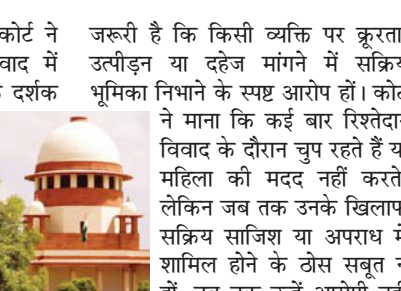 कोर्ट ने
वाद में
दर्शक
जरूरी है कि किसी व्यक्ति पर क्रूरता
उत्पीड़न या दहेज मांगने में सक्रिय
भूमिका निभाने के स्पष्ट आरोप हों। कोर्ट
ने माना कि कई बार रिश्तेदार
विवाद के दौरान चुप रहते हैं या
महिला की मदद नहीं करते
लेकिन जब तक उनके खिलाफ
सक्रिय साजिश या अपराध में
शामिल होने के ठोस सबूत न